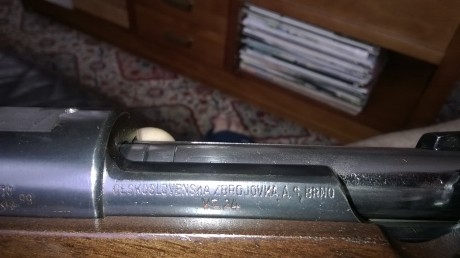 ČESKOSLOVENSKÁ ZBROJOVKA, A.S, BRNO
VZ.24